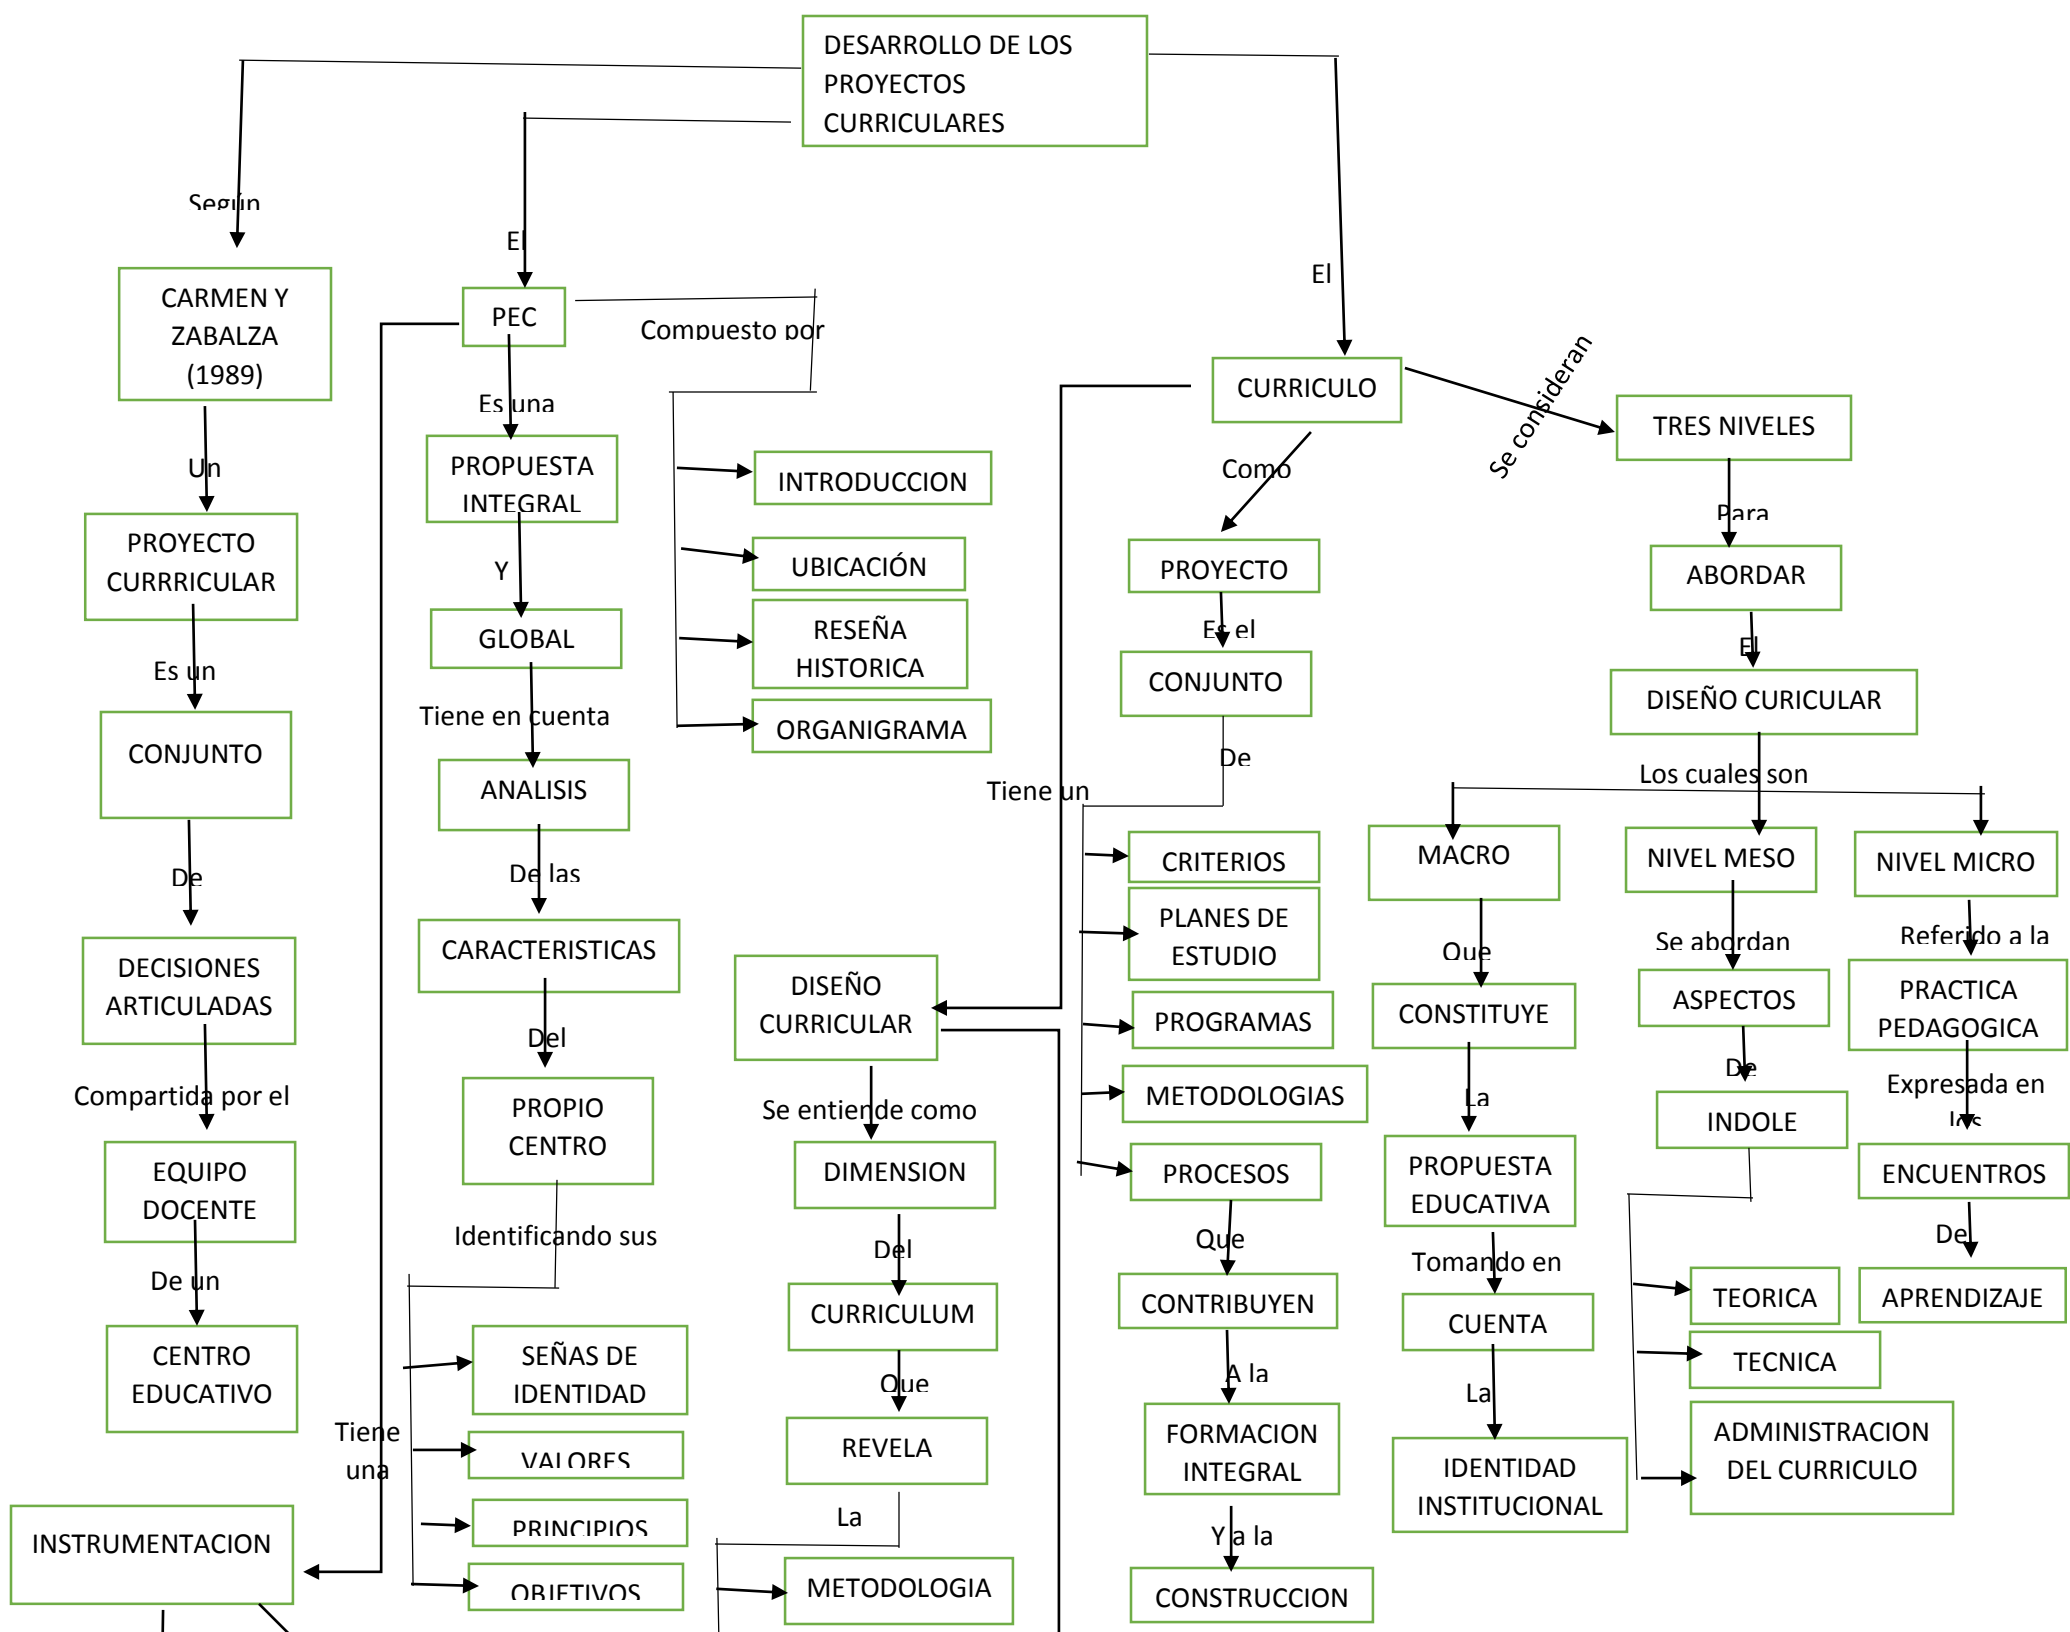 DESARROLLO DE LOS
PROYECTOS
CURRICULARES
Según
CARMEN Y
ZABALZA
(1989)
Un
PROYECTO
CURRRICULAR
Es un
CONJUNTO
De
DECISIONES
ARTICULADAS
Compartida por el
EQUIPO
DOCENTE
De un
CENTRO
EDUCATIVO
El
PEC
Es una
PROPUESTA
INTEGRAL
Y
GLOBAL
Tiene en cuenta
ANALISIS
De las
CARACTERISTICAS
Del
PROPIO
CENTRO
Identificando sus
SEÑAS DE
IDENTIDAD
VALORES
PRINCIPIOS
OBJETIVOS
Tiene
una
INSTRUMENTACION
Compuesto por
INTRODUCCION
UBICACIÓN
RESEÑA
HISTORICA
ORGANIGRAMA
El
CURRICULO
Tiene un
DISEÑO
CURRICULAR
Se entiende como
DIMENSION
Del
CURRICULUM
Que
REVELA
La
METODOLOGIA
Como
PROYECTO
Es el
CONJUNTO
De
CRITERIOS
PLANES DE
ESTUDIO
PROGRAMAS
METODOLOGIAS
PROCESOS
Que
CONTRIBUYEN
A la
FORMACION
INTEGRAL
Y a la
CONSTRUCCION
Se consideran
TRES NIVELES
Para
ABORDAR
El
DISEÑO CURICULAR
Los cuales son
MACRO
Que
CONSTITUYE
La
PROPUESTA
EDUCATIVA
Tomando en
CUENTA
La
IDENTIDAD
INSTITUCIONAL
NIVEL MESO
Se abordan
ASPECTOS
De
INDOLE
TEORICA
TECNICA
ADMINISTRACION
DEL CURRICULO
NIVEL MICRO
Referido a la
PRACTICA
PEDAGOGICA
Expresada en
los
ENCUENTROS
De
APRENDIZAJE